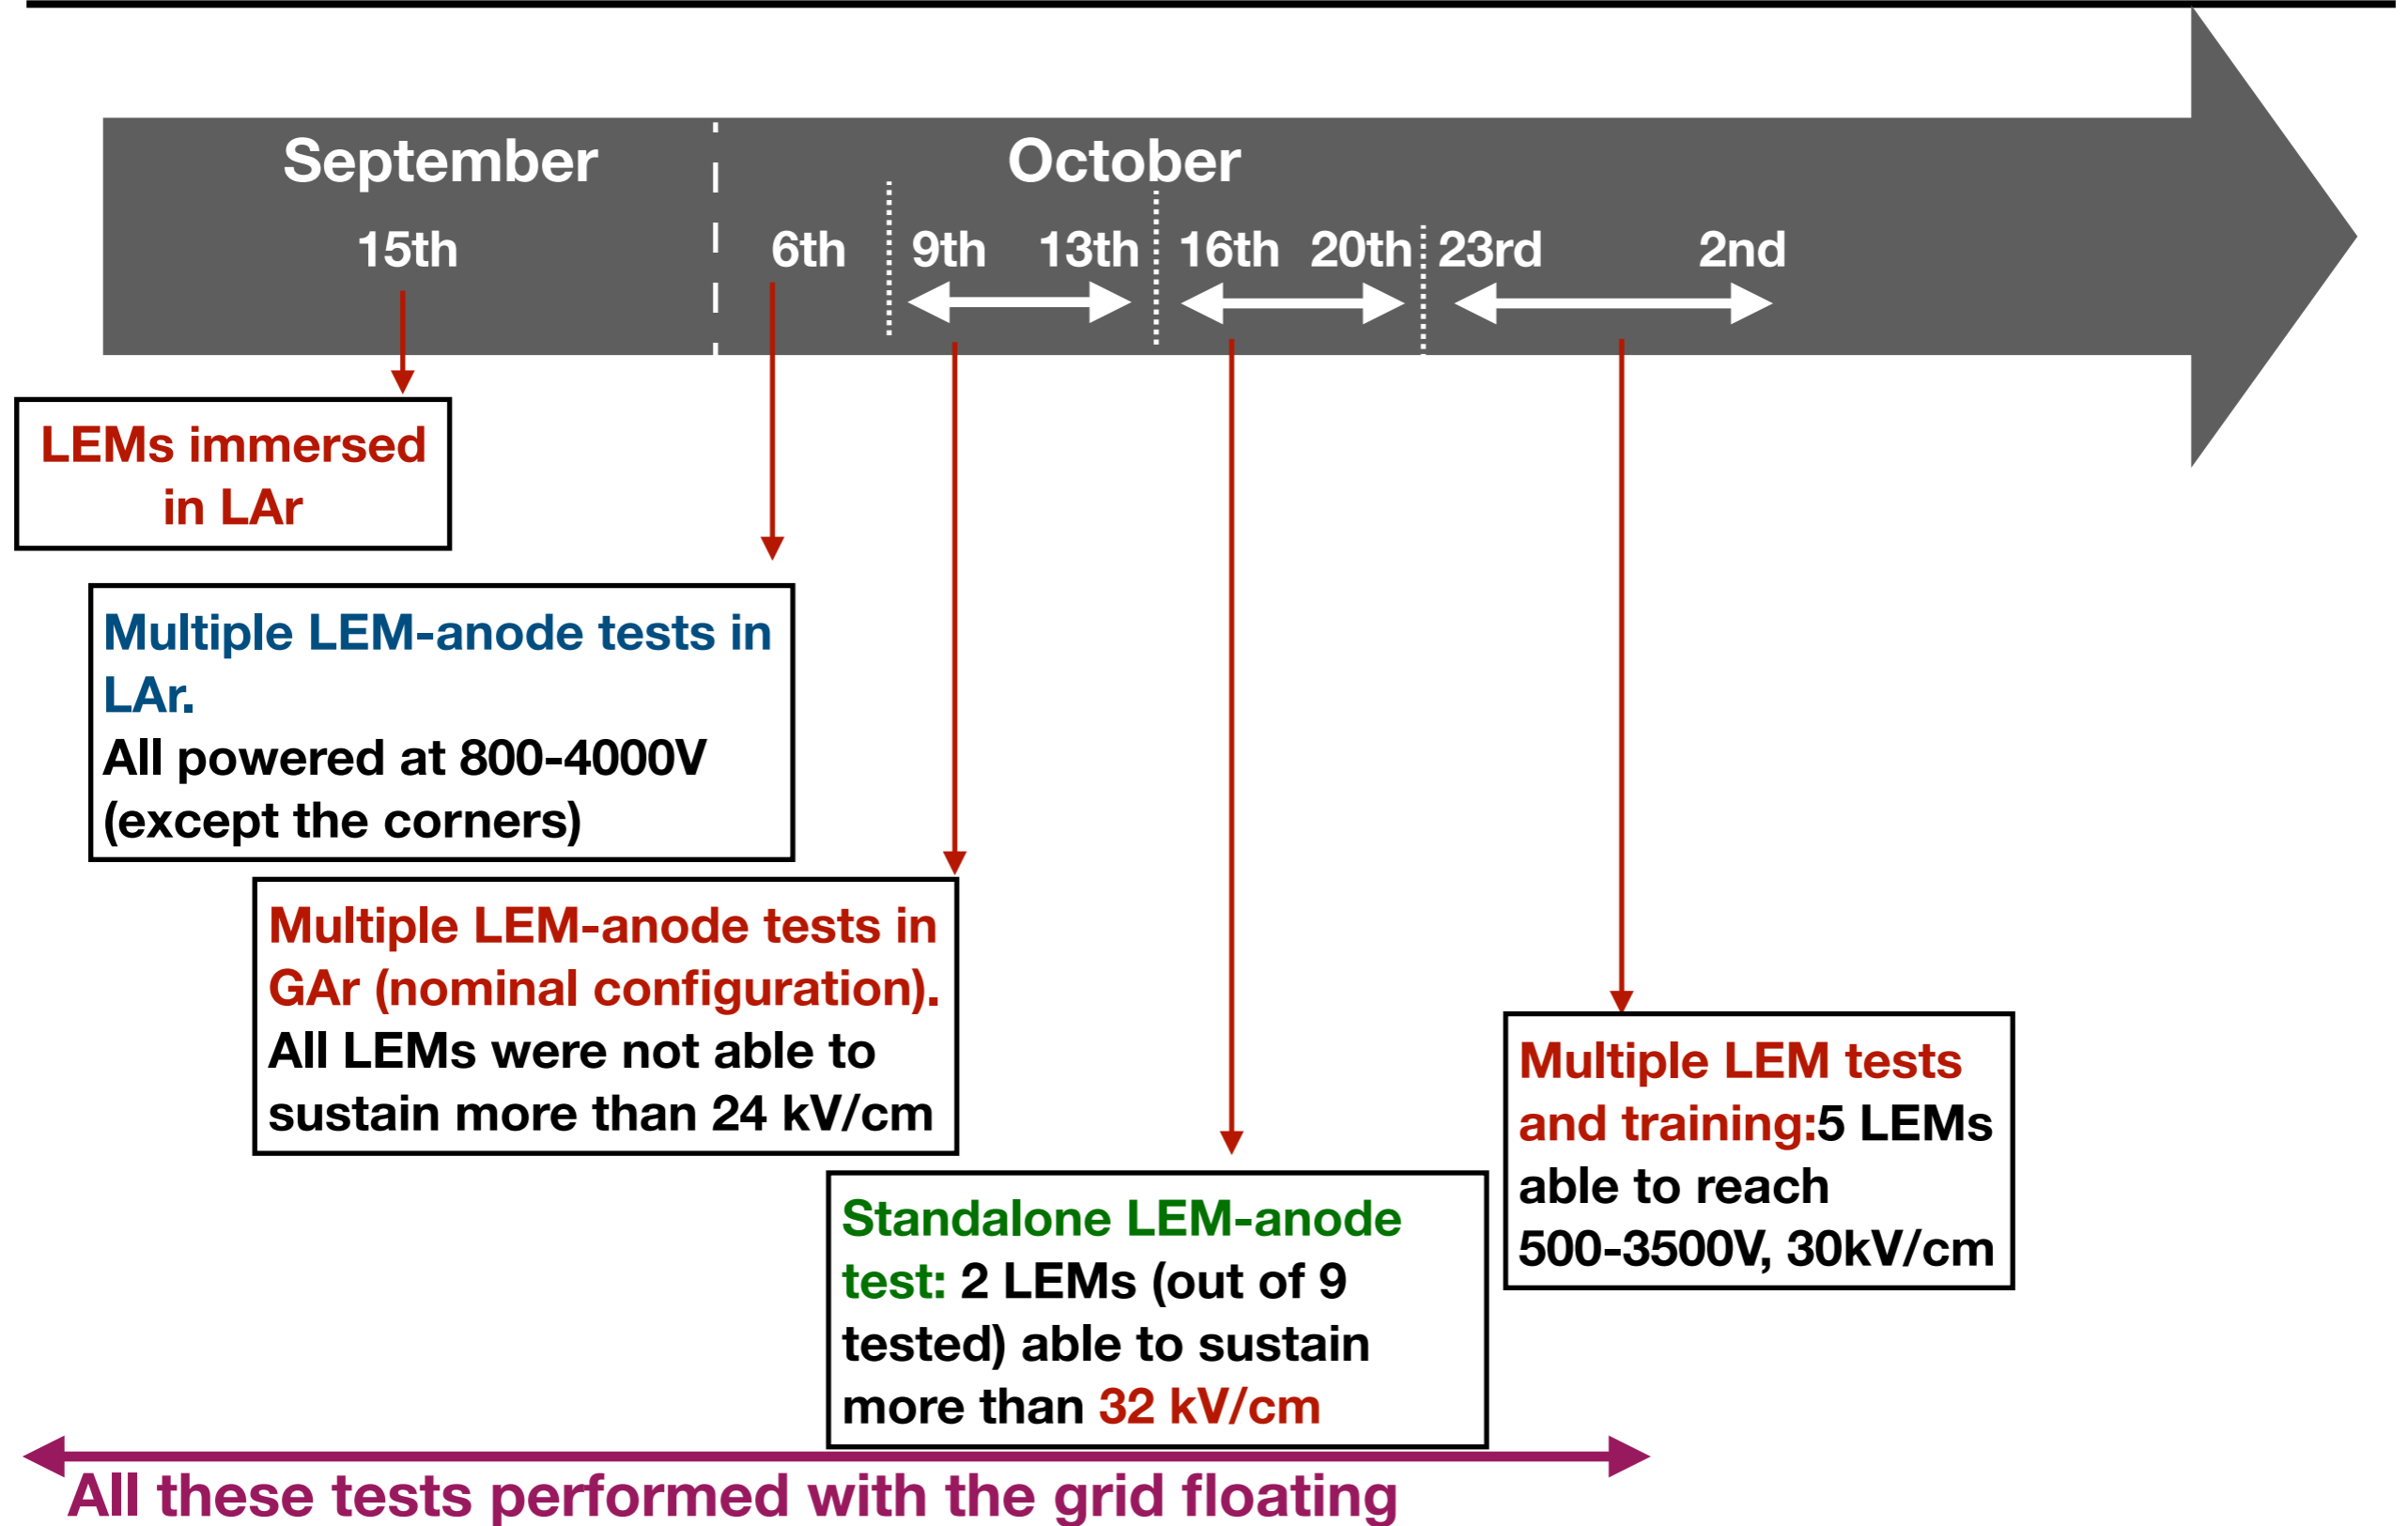 September
October
15th
6th
9th
13th
16th
20th
23rd
2nd
LEMs immersed
in LAr
Multiple LEM-anode tests in
LAr.
All powered at 800-4000V
(except the corners)
Multiple LEM-anode tests in
GAr (nominal configuration).
All LEMs were not able to
sustain more than 24 kV/cm
Standalone LEM-anode
test: 2 LEMs (out of 9
tested) able to sustain
more than 32 kV/cm
Multiple LEM tests
and training:5 LEMs
able to reach
500-3500V, 30kV/cm
All these tests performed with the grid floating